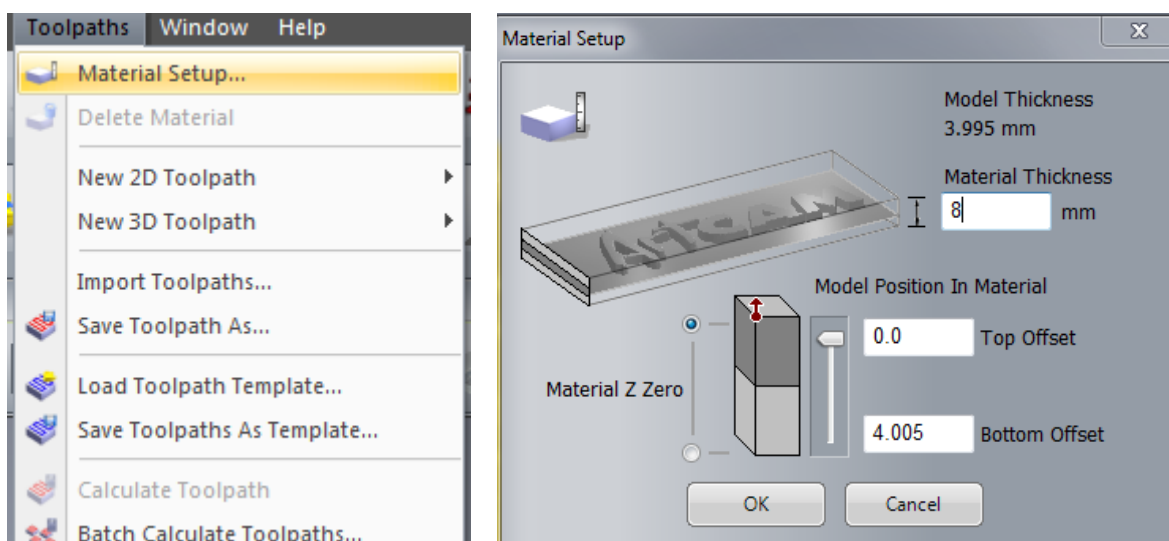 Toolpaths Window Help
Material Setup...
Delete Material
New 2D Toolpath
New 3D Toolpath
Import Toolpaths...
Save Toolpath As...
Load Toolpath Template...
Save Toolpaths As Template...
Calculate Toolpath
Batch Calculate Toolpaths...
Material Setup
Model Thickness
3.995 mm
Material Thickness
8 mm
ArtCAM
Model Position In Material
0.0 Top Offset
Material Z Zero
4.005 Bottom Offset
OK Cancel